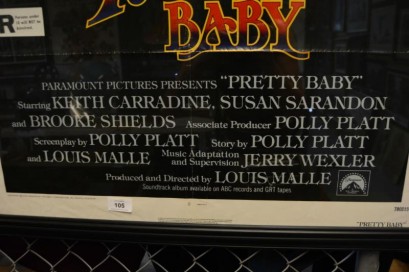 BABY
R
PARAMOUNT PICTURES PRESENTS "PRETTY BABY"
Starring KEITH CARRADINE, SUSAN SARANDON
and BROOKE SHIELDS Associate Producer POLLY PLATT
Screenplay by POLLY PLATT Story by POLLY PLATT
and LOUIS MALLE Music Adaptation and Supervision JERRY WEXLER
Produced and Directed by LOUIS MALLE
Soundtrack album available on ABC records and GRT tapes
105
"PRETTY BABY"